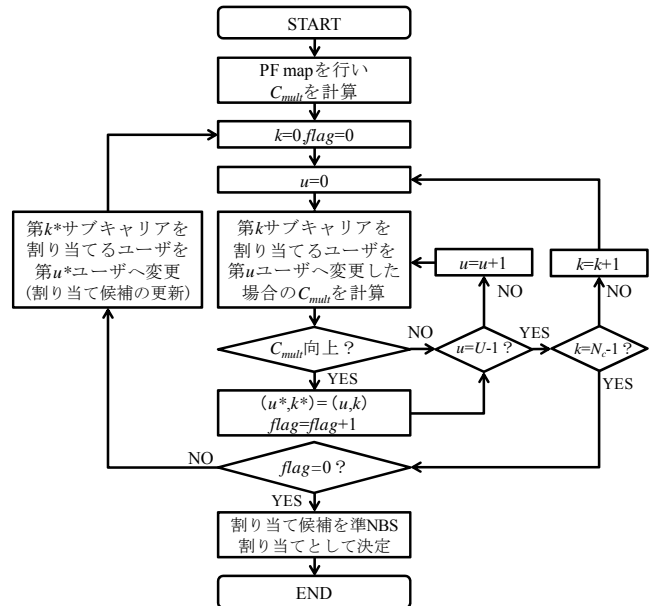 START
PF mapを行い
C_multを計算
k=0,flag=0
u=0
第k*サブキャリアを
割り当てるユーザを
第u*ユーザへ変更
(割り当て候補の更新)
第kサブキャリアを
割り当てるユーザを
第uユーザへ変更した
場合のC_multを計算
u=u+1
k=k+1
NO
NO
C_mult向上？
NO
u=U-1？
YES
k=N_c-1？
YES
YES
(u*,k*)=(u,k)
flag=flag+1
NO
flag=0？
YES
割り当て候補を準NBS
割り当てとして決定
END